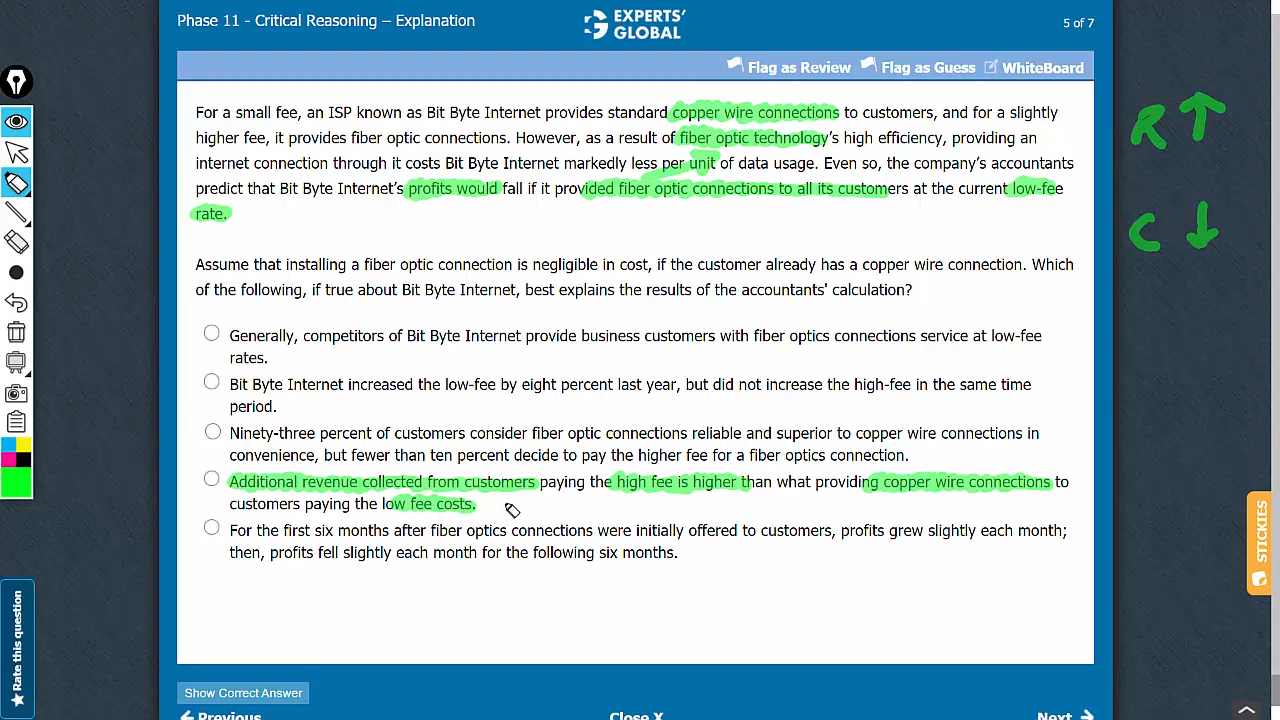 Phase 11 - Critical Reasoning – Explanation
EXPERTS'
GLOBAL
5 of 7
Flag as Review
Flag as Guess
WhiteBoard
For a small fee, an ISP known as Bit Byte Internet provides standard copper wire connections to customers, and for a slightly
higher fee, it provides fiber optic connections. However, as a result of fiber optic technology's high efficiency, providing an
internet connection through it costs Bit Byte Internet markedly less per unit of data usage. Even so, the company's accountants
predict that Bit Byte Internet's profits would fall if it provided fiber optic connections to all its customers at the current low-fee
rate.
R ↑
C ↓
Assume that installing a fiber optic connection is negligible in cost, if the customer already has a copper wire connection. Which
of the following, if true about Bit Byte Internet, best explains the results of the accountants' calculation?
Generally, competitors of Bit Byte Internet provide business customers with fiber optics connections service at low-fee
rates.
Bit Byte Internet increased the low-fee by eight percent last year, but did not increase the high-fee in the same time
period.
Ninety-three percent of customers consider fiber optic connections reliable and superior to copper wire connections in
convenience, but fewer than ten percent decide to pay the higher fee for a fiber optics connection.
Additional revenue collected from customers paying the high fee is higher than what providing copper wire connections to
customers paying the low fee costs.
For the first six months after fiber optics connections were initially offered to customers, profits grew slightly each month;
then, profits fell slightly each month for the following six months.
STICKIES
Rate this question
Show Correct Answer
Previous
Close X
Next